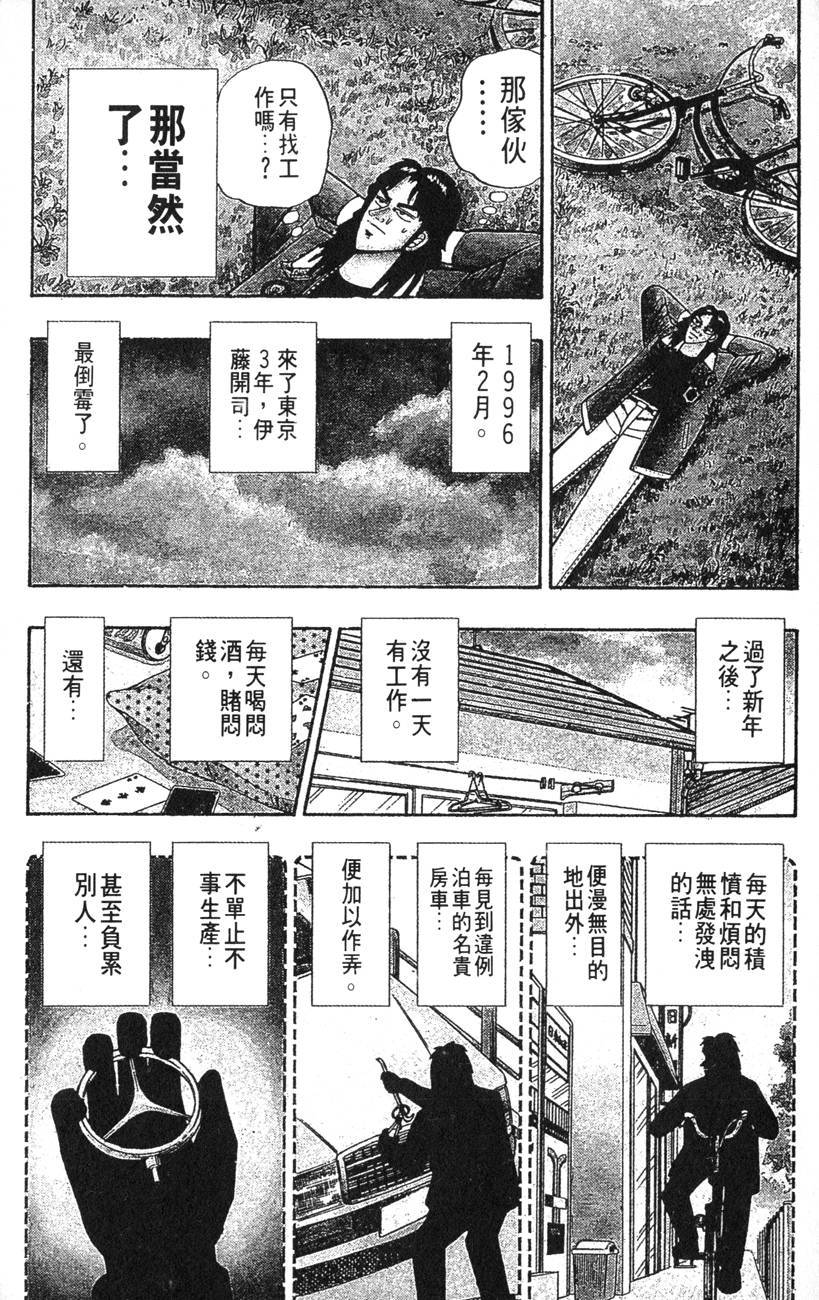 那傢伙
……
只有找工
作嗎…?
那當然
了…
1996
年2月。
來了東京
3年，伊
藤開司…
最倒霉了。
過了新年
之後…
沒有一天
有工作。
每天喝悶
酒，賭悶
錢。
還有…
每天的積
憤和煩悶
無處發洩
的話…
便漫無目的
地出外…
每見到違例
泊車的名貴
房車…
便加以作弄。
不單止不
事生產…
甚至負累
別人…